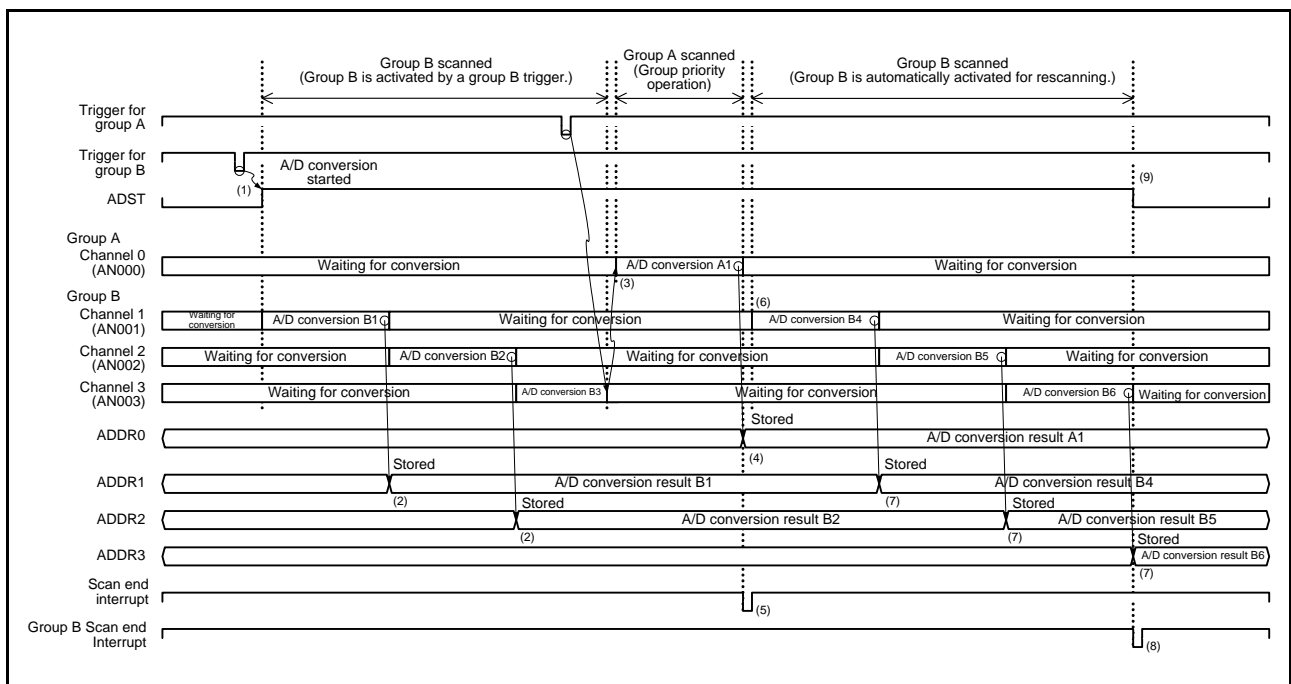 Group B scanned
(Group B is activated by a group B trigger.)
Group A scanned
(Group priority
operation)
Group B scanned
(Group B is automatically activated for rescanning.)
Trigger for
group A
Trigger for
group B
A/D conversion
started
(1)
(9)
ADST
Group A
Channel 0
(AN000)
Waiting for conversion
A/D conversion A1
Waiting for conversion
(3)
Group B
Channel 1
(AN001)
(6)
Waiting for
conversion
A/D conversion B1
Waiting for conversion
A/D conversion B4
Waiting for conversion
Channel 2
(AN002)
Waiting for conversion
A/D conversion B2
Waiting for conversion
A/D conversion B5
Waiting for conversion
Channel 3
(AN003)
Waiting for conversion
A/D conversion B3
Waiting for conversion
A/D conversion B6
Waiting for conversion
Stored
ADDR0
A/D conversion result A1
(4)
Stored
Stored
ADDR1
A/D conversion result B1
A/D conversion result B4
(2)
(7)
Stored
Stored
ADDR2
A/D conversion result B2
A/D conversion result B5
(2)
(7)
Stored
ADDR3
A/D conversion result B6
(7)
Scan end
interrupt
(5)
Group B Scan end
Interrupt
(8)